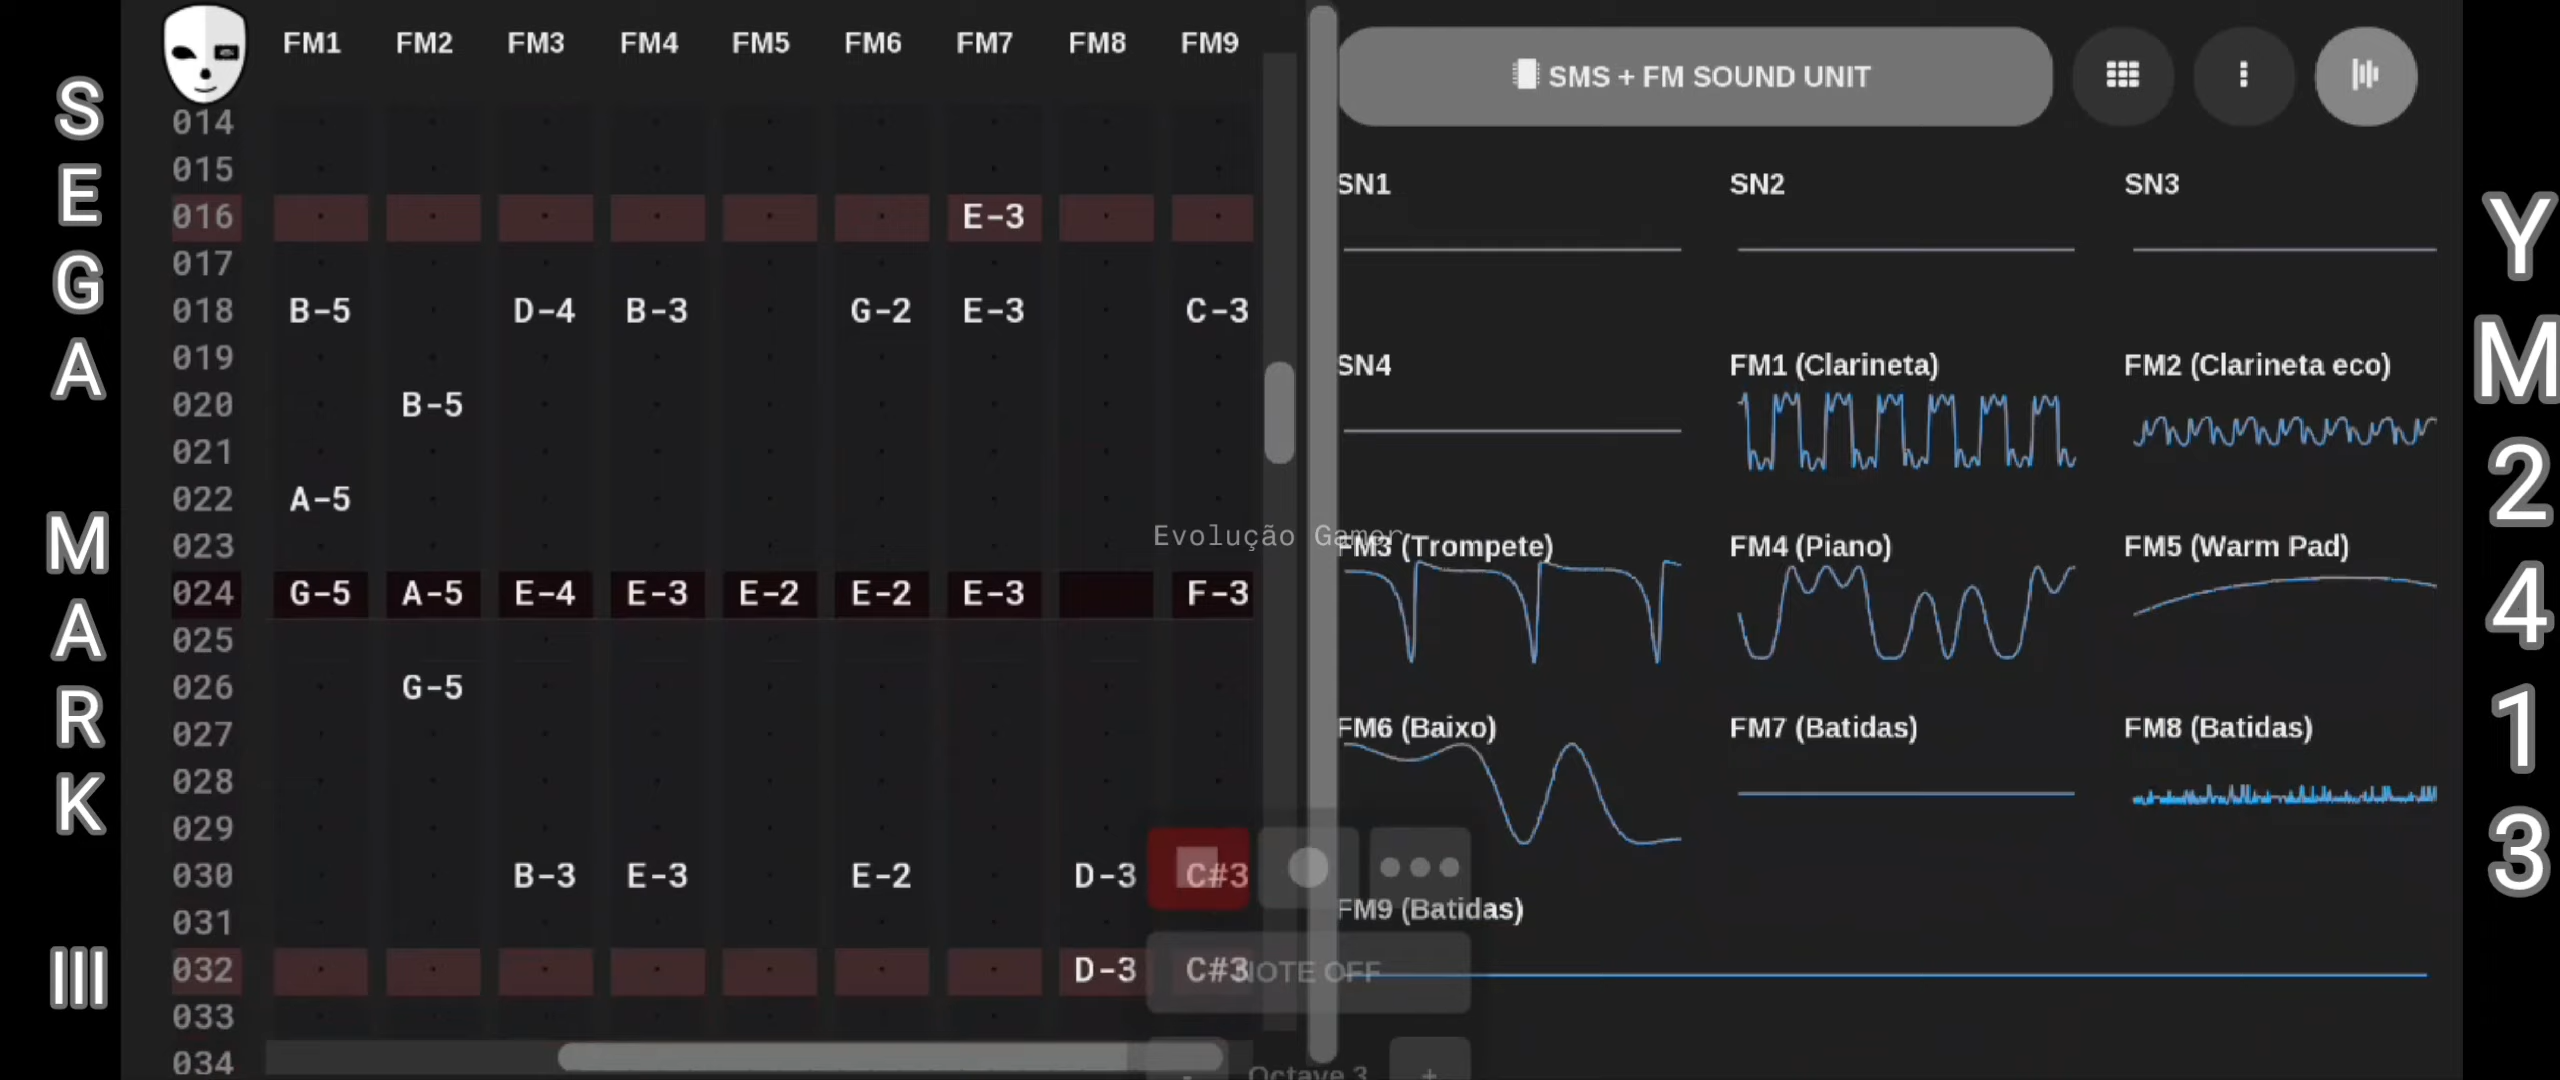 SEGA MARK III
FM1 FM2 FM3 FM4 FM5 FM6 FM7 FM8 FM9
014
015
016 E-3
017
018 B-5 D-4 B-3 G-2 E-3 C-3
019
020 B-5
021
022 A-5
023
024 G-5 A-5 E-4 E-3 E-2 E-2 E-3 F-3
025
026 G-5
027
028
029
030 B-3 E-3 E-2 D-3 C#3
031
032 D-3 C#3
033
034
Evolução Gamer
NOTE OFF
- Octave 3 +
SMS + FM SOUND UNIT
SN1 SN2 SN3
SN4 FM1 (Clarineta) FM2 (Clarineta eco)
FM3 (Trompete) FM4 (Piano) FM5 (Warm Pad)
FM6 (Baixo) FM7 (Batidas) FM8 (Batidas)
FM9 (Batidas)
YM2413